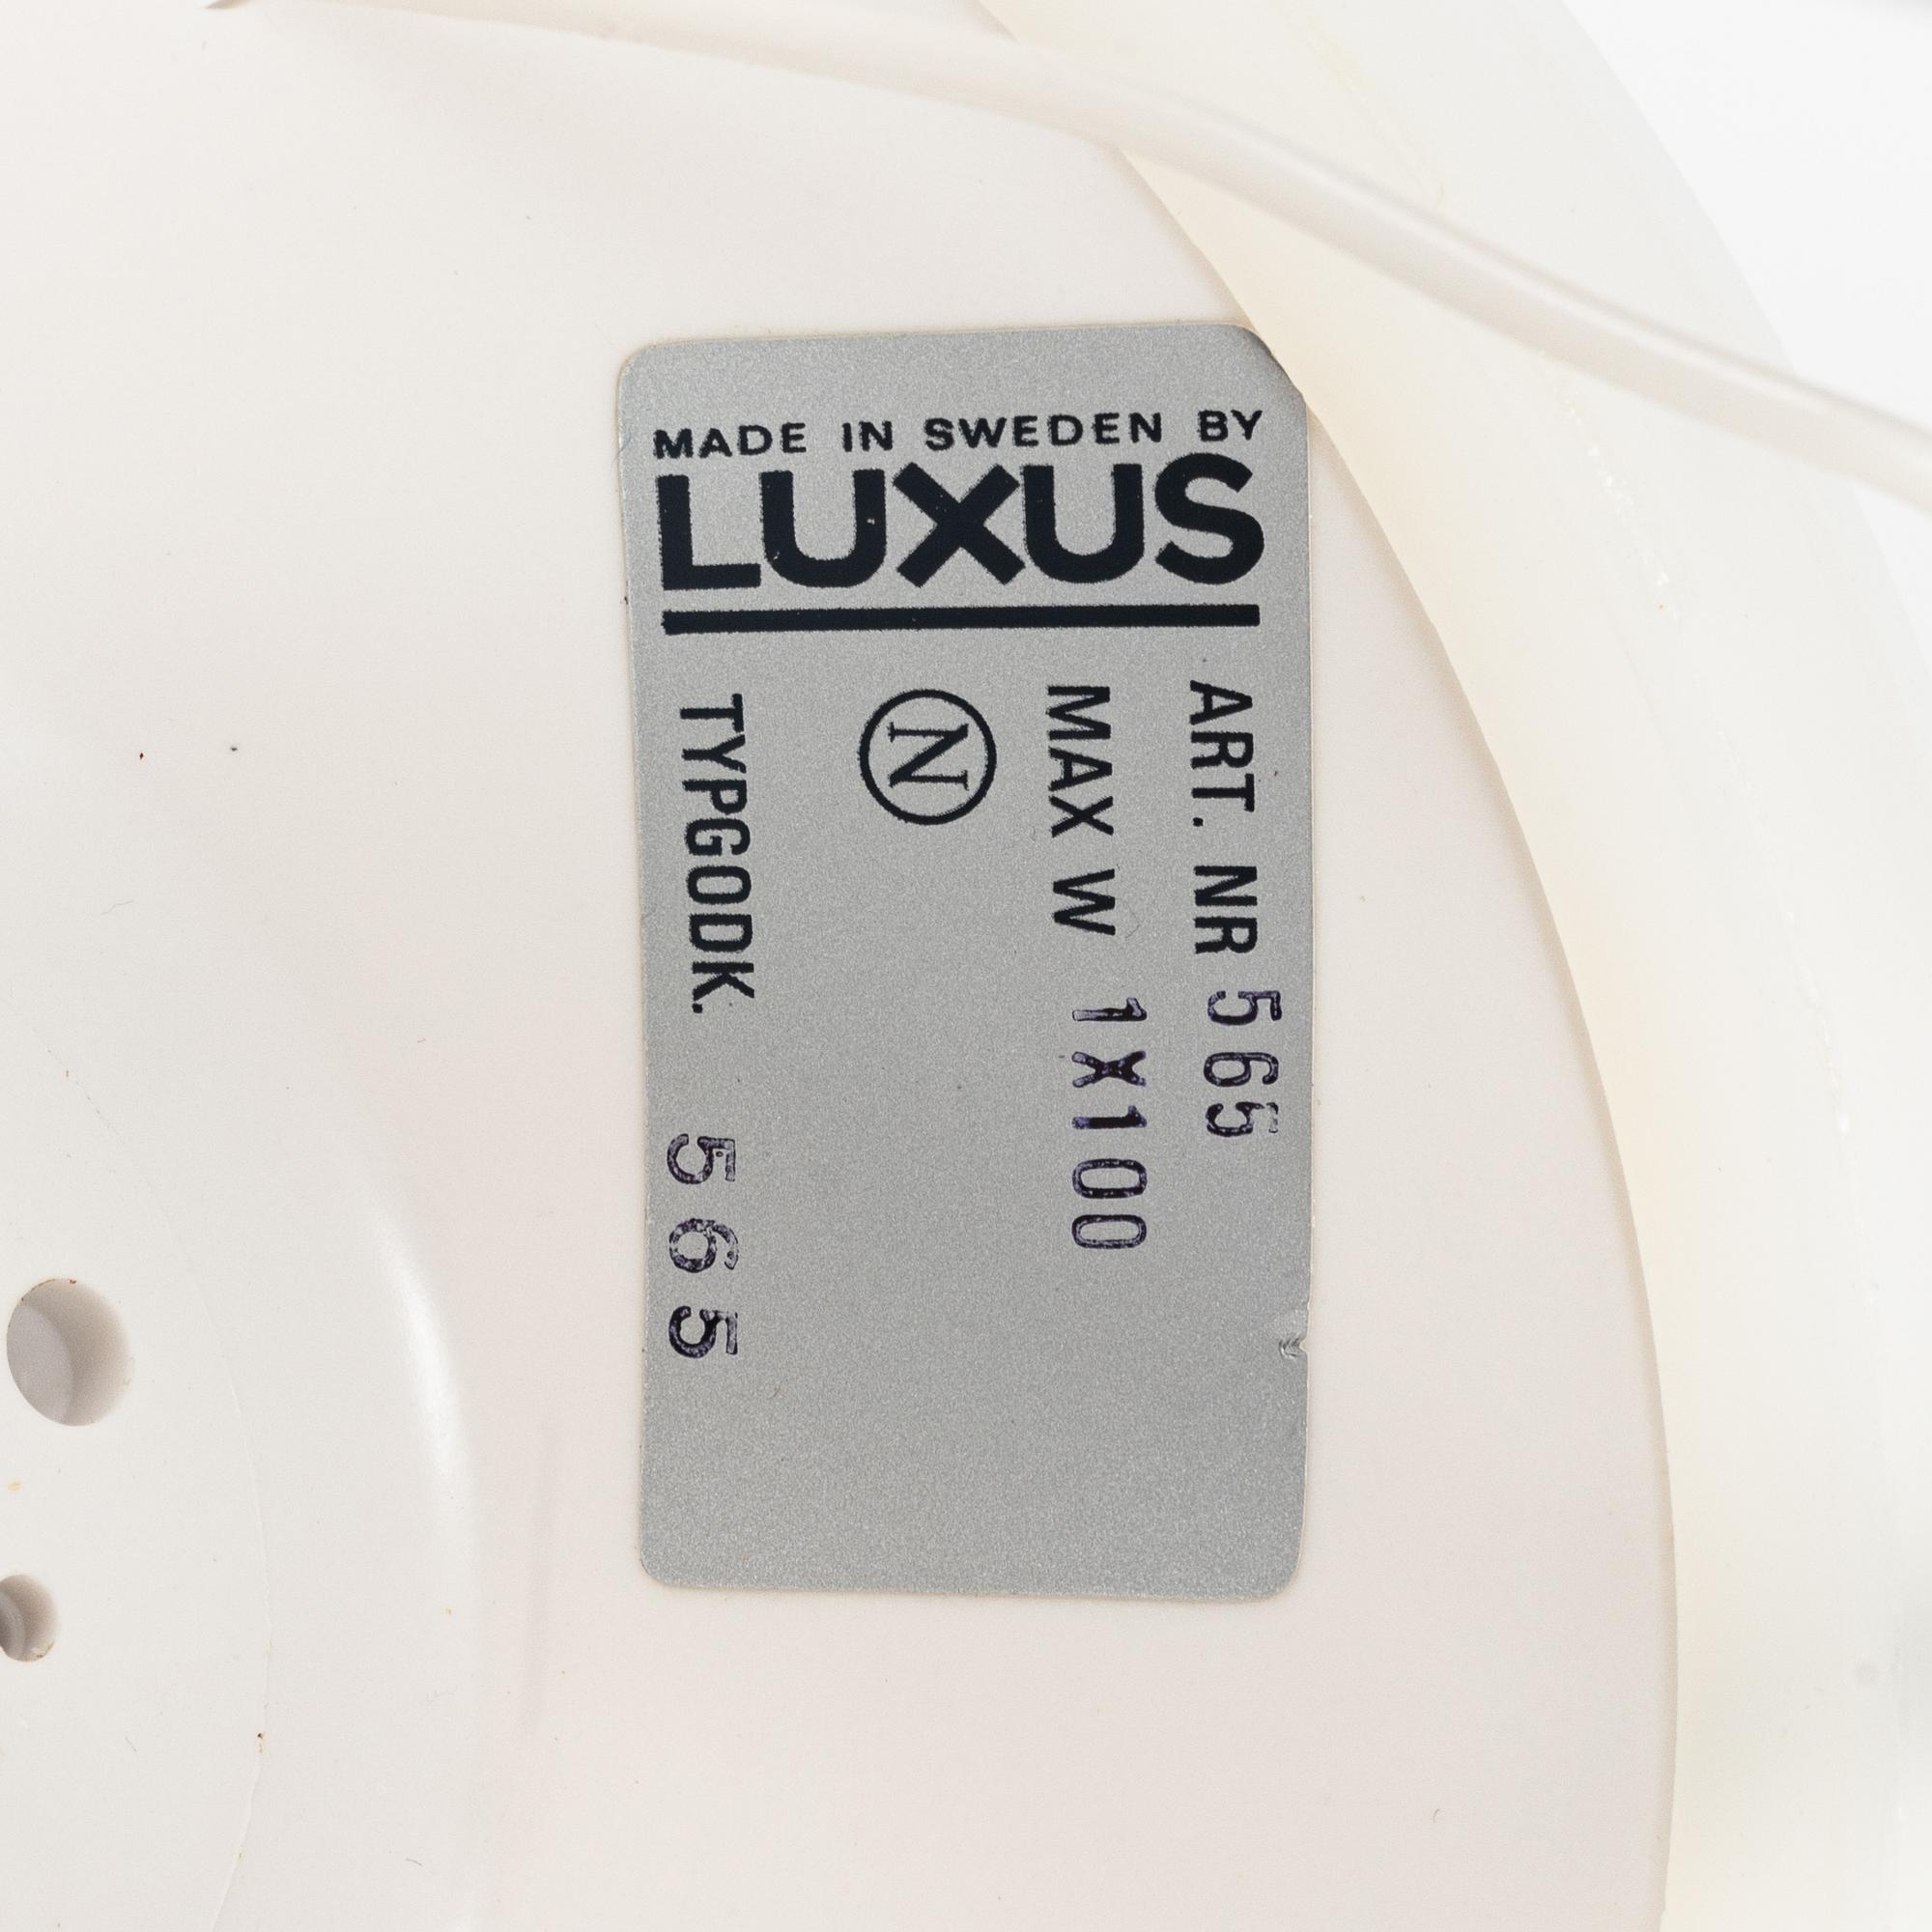 MADE IN SWEDEN BY
LUXUS
ART. NR 565
MAX W 1X100
N
TYPGODK. 565